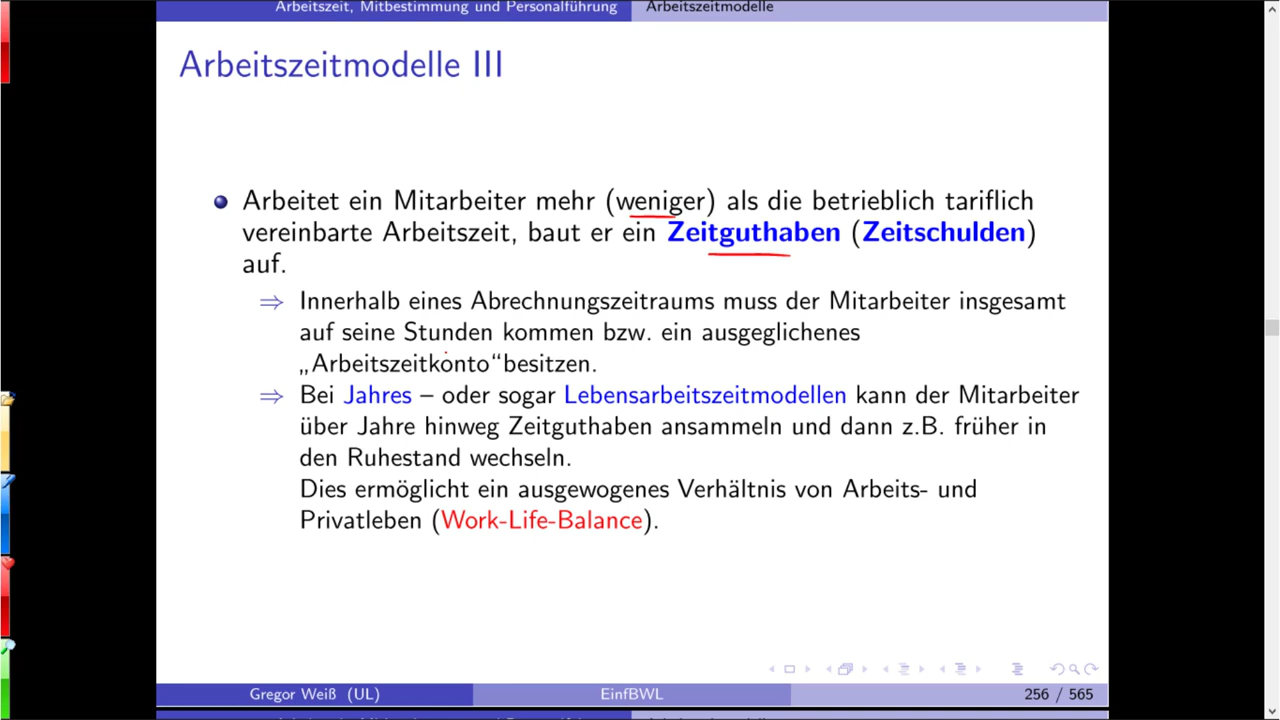 Arbeitszeit, Mitbestimmung und Personalführung Arbeitszeitmodelle
Arbeitszeitmodelle III
Arbeitet ein Mitarbeiter mehr (weniger) als die betrieblich tariflich
vereinbarte Arbeitszeit, baut er ein Zeitguthaben (Zeitschulden)
auf.
⇒ Innerhalb eines Abrechnungszeitraums muss der Mitarbeiter insgesamt
auf seine Stunden kommen bzw. ein ausgeglichenes
„Arbeitszeitkonto“besitzen.
⇒ Bei Jahres – oder sogar Lebensarbeitszeitmodellen kann der Mitarbeiter
über Jahre hinweg Zeitguthaben ansammeln und dann z.B. früher in
den Ruhestand wechseln.
Dies ermöglicht ein ausgewogenes Verhältnis von Arbeits- und
Privatleben (Work-Life-Balance).
Gregor Weiß (UL) EinfBWL 256 / 565